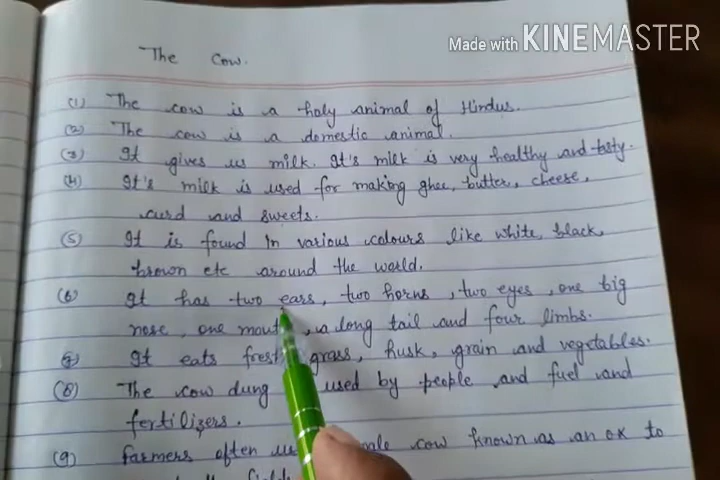 Made with KINEMASTER
The Cow.
(1) The cow is a holy animal of Hindus.
(2) The cow is a domestic animal.
(3) It gives us milk. It's milk is very healthy and tasty.
(4) It's milk is used for making ghee, butter, cheese,
curd and sweets.
(5) It is found in various colours like white, black,
brown etc around the world.
(6) It has two ears, two horns, two eyes, one big
nose, one mouth, a long tail and four limbs.
(7) It eats fresh grass, husk, grain and vegetables.
(8) The cow dung used by people and fuel and
fertilizers.
(9) Farmers often cow known as an ox to